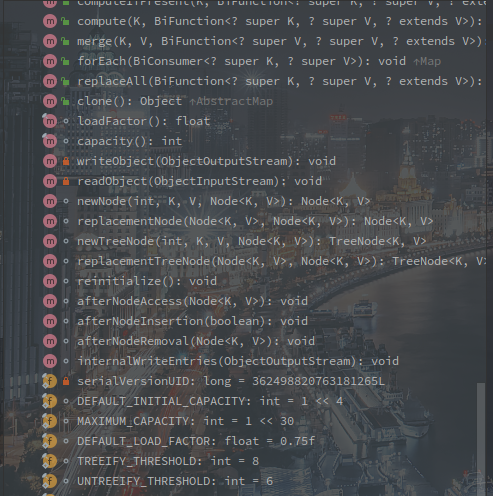 computeIfPresent(K, BiFunction<? super K, ? super V, ? ext
compute(K, BiFunction<? super K, ? super V, ? extends V>):
merge(K, V, BiFunction<? super V, ? super V, ? extends V>):
forEach(BiConsumer<? super K, ? super V>): void ↑Map
replaceAll(BiFunction<? super K, ? super V, ? extends V>):
clone(): Object ↑AbstractMap
loadFactor(): float
capacity(): int
writeObject(ObjectOutputStream): void
readObject(ObjectInputStream): void
newNode(int, K, V, Node<K, V>): Node<K, V>
replacementNode(Node<K, V>, Node<K, V>): Node<K, V>
newTreeNode(int, K, V, Node<K, V>): TreeNode<K, V>
replacementTreeNode(Node<K, V>, Node<K, V>): TreeNode<K, V>
reinitialize(): void
afterNodeAccess(Node<K, V>): void
afterNodeInsertion(boolean): void
afterNodeRemoval(Node<K, V>): void
internalWriteEntries(ObjectOutputStream): void
serialVersionUID: long = 362498820763181265L
DEFAULT_INITIAL_CAPACITY: int = 1 << 4
MAXIMUM_CAPACITY: int = 1 << 30
DEFAULT_LOAD_FACTOR: float = 0.75f
TREEIFY_THRESHOLD: int = 8
UNTREEIFY_THRESHOLD: int = 6